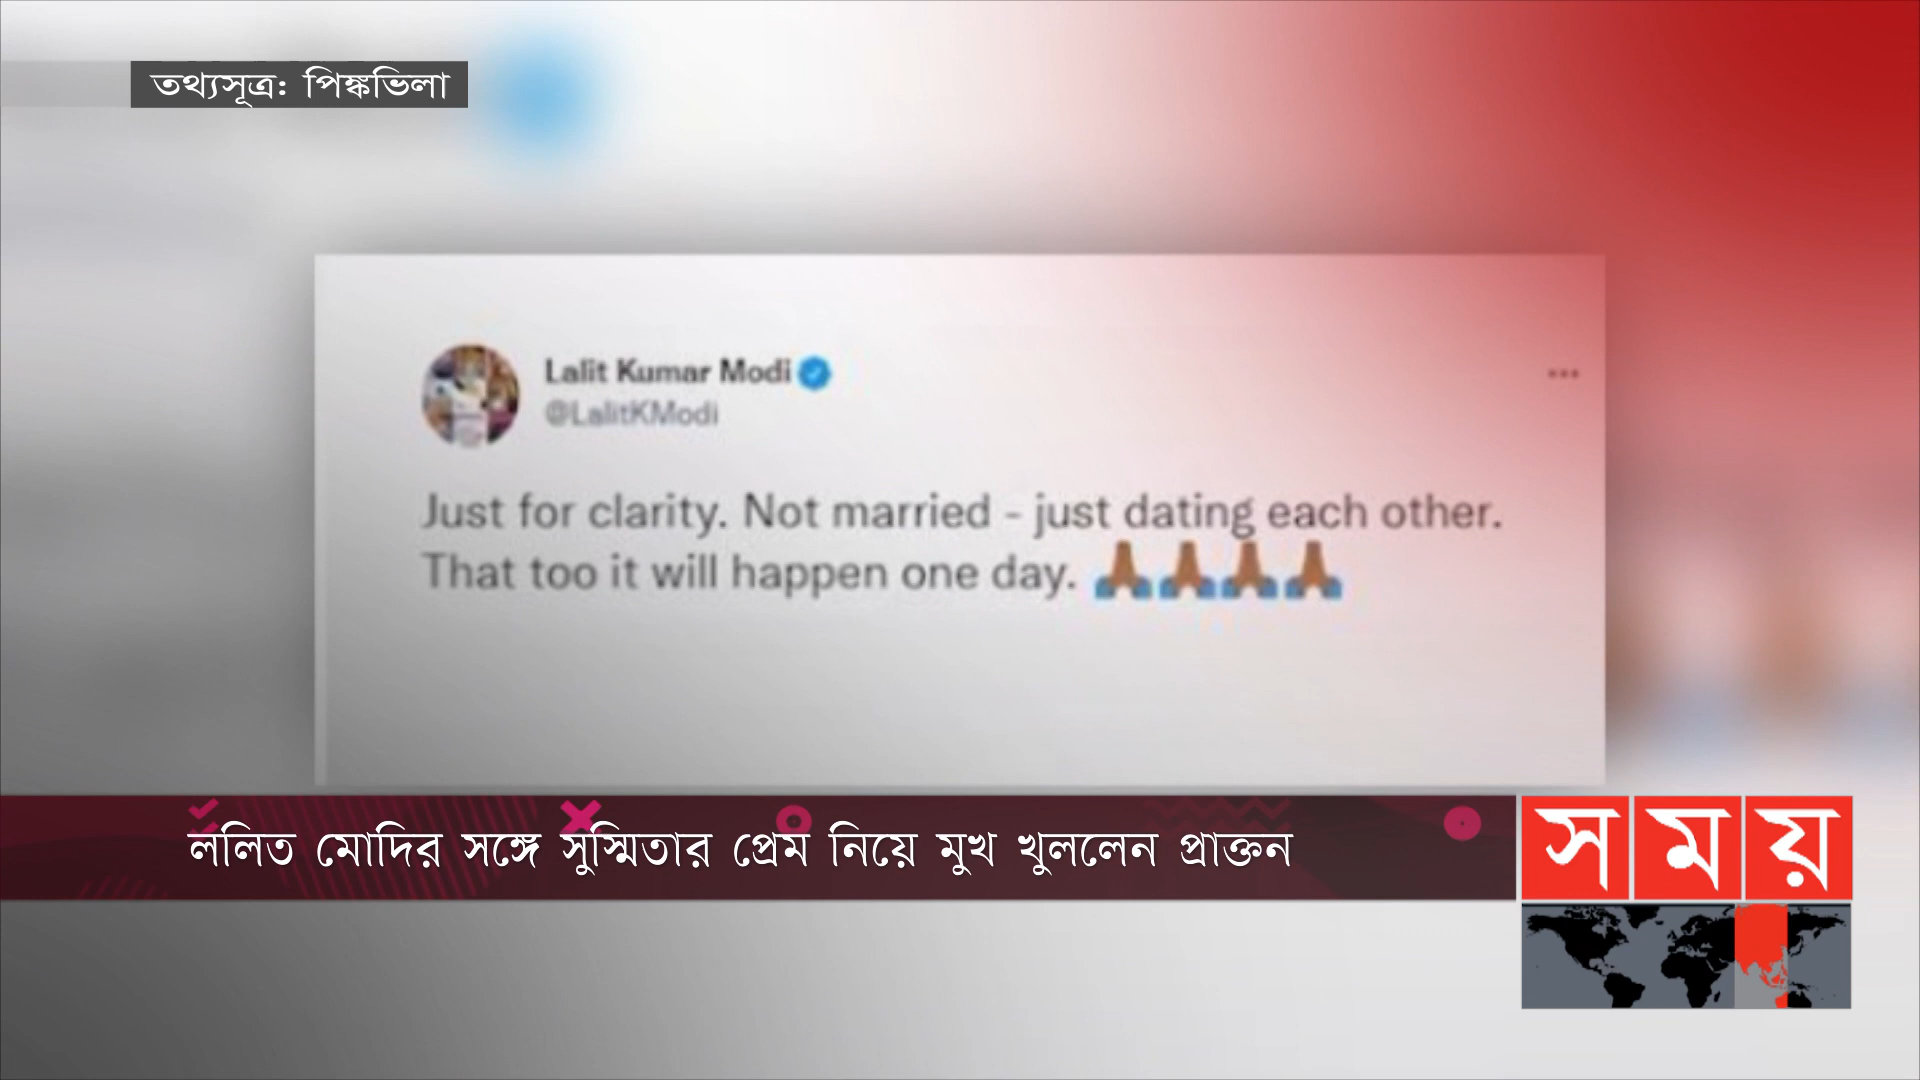 তথ্যসূত্র: পিঙ্কভিলা
Lalit Kumar Modi
@LalitKModi
Just for clarity. Not married - just dating each other.
That too it will happen one day. 🙏🏾🙏🏾🙏🏾🙏🏾
ললিত মোদির সঙ্গে সুস্মিতার প্রেম নিয়ে মুখ খুললেন প্রাক্তন
সময়